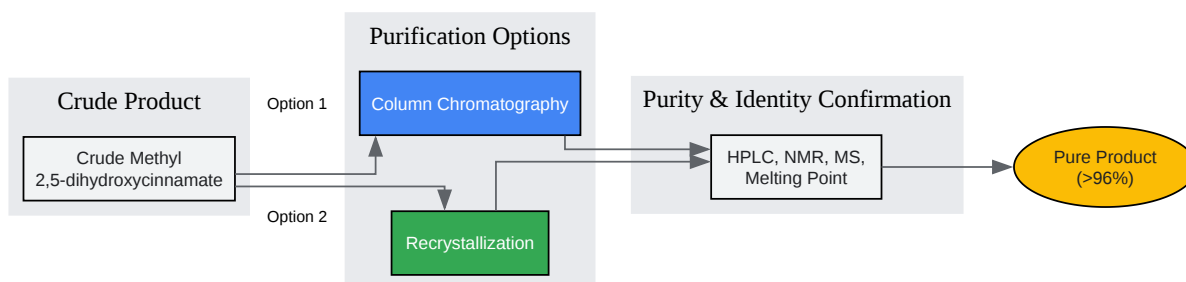 Crude Product
Crude Methyl
2,5-dihydroxycinnamate
Option 1
Option 2
Purification Options
Column Chromatography
Recrystallization
Purity & Identity Confirmation
HPLC, NMR, MS,
Melting Point
Pure Product
(>96%)